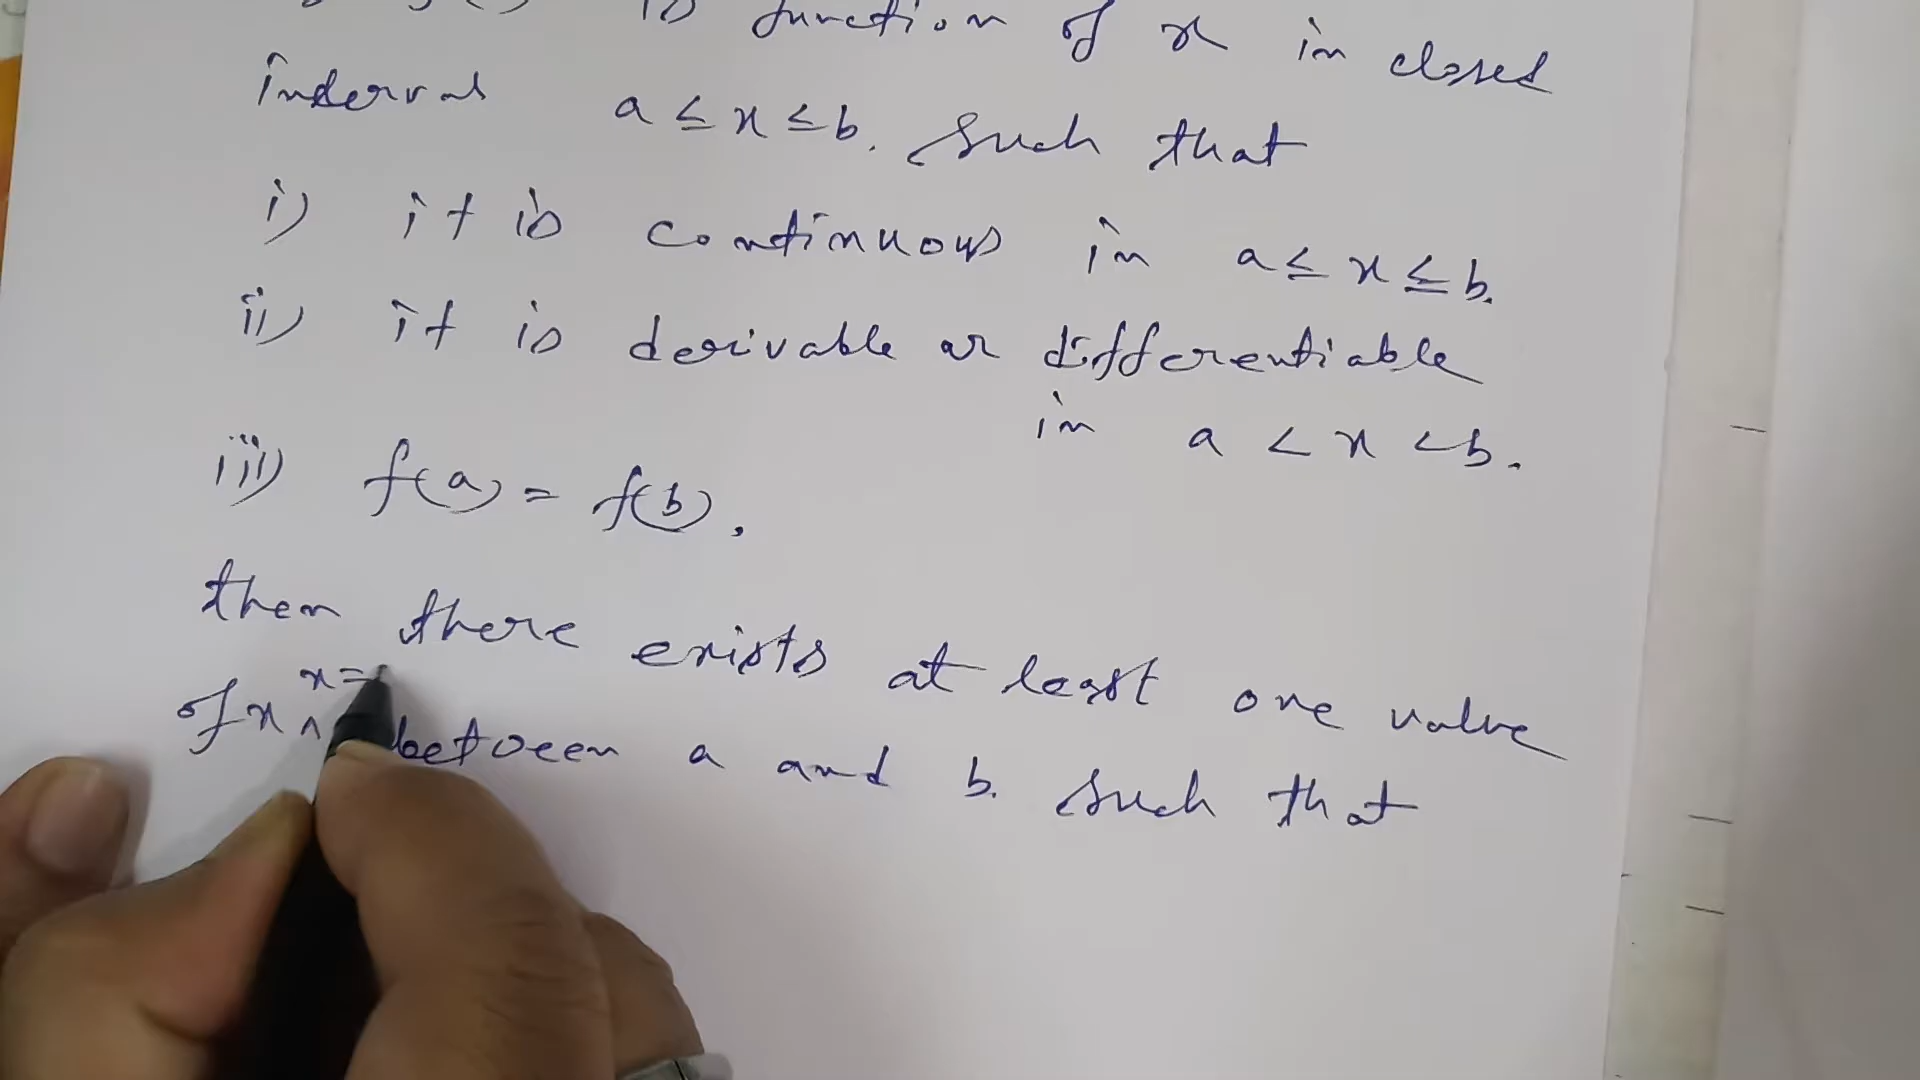 function of x in closed
interval a ≤ x ≤ b. Such that
i) it is continuous in a ≤ x ≤ b.
ii) it is derivable or differentiable
in a < x < b.
iii) f(a) = f(b).
then there exists at least one value
x=
of x ^ between a and b. such that